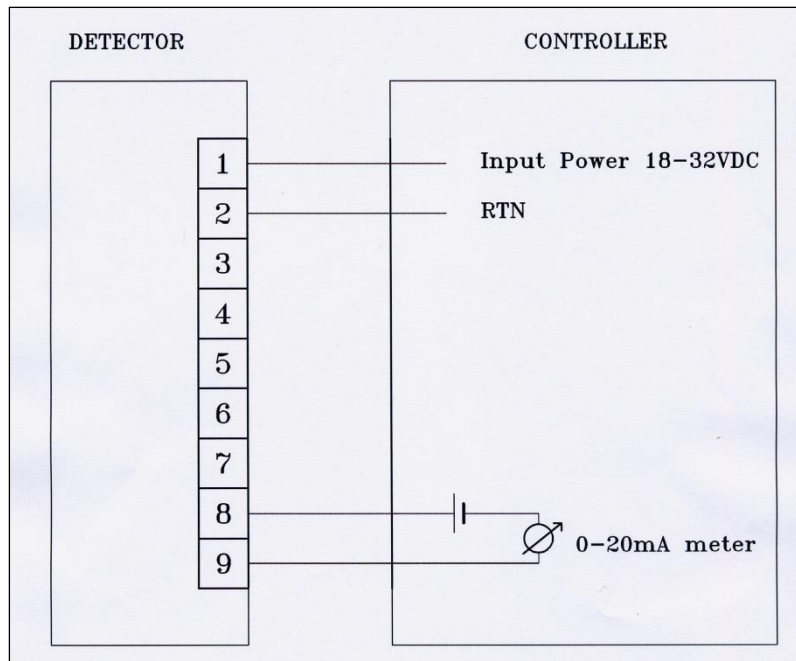 DETECTOR CONTROLLER
1 Input Power 18-32VDC
2 RTN
3
4
5
6
7
8
0-20mA meter
9